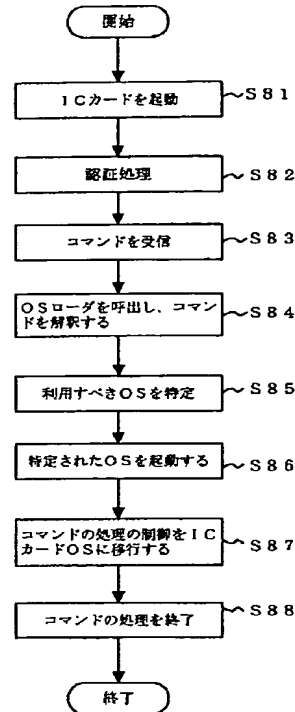 開始
ICカードを起動
S81
認証処理
S82
コマンドを受信
S83
OSローダを呼出し、コマン
ドを解釈する
S84
利用すべきOSを特定
S85
特定されたOSを起動する
S86
コマンドの処理の制御をIC
カードOSに移行する
S87
コマンドの処理を終了
S88
終了